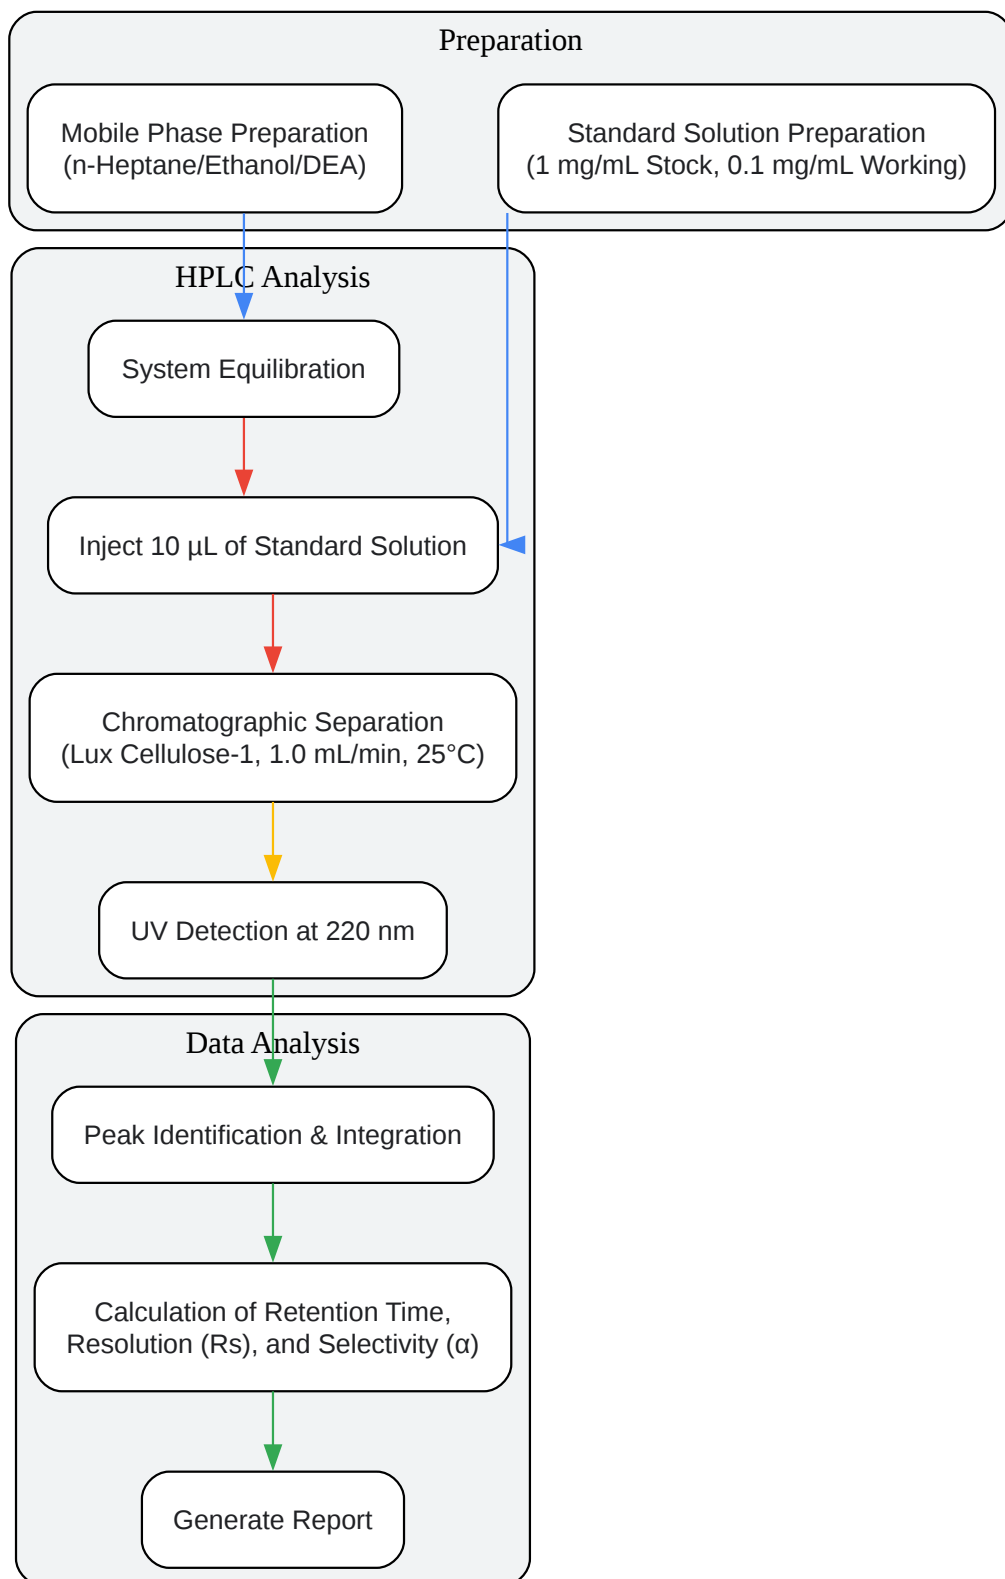 Preparation
Mobile Phase Preparation
(n-Heptane/Ethanol/DEA)
Standard Solution Preparation
(1 mg/mL Stock, 0.1 mg/mL Working)
HPLC Analysis
System Equilibration
Inject 10 µL of Standard Solution
Chromatographic Separation
(Lux Cellulose-1, 1.0 mL/min, 25°C)
UV Detection at 220 nm
Data Analysis
Peak Identification & Integration
Calculation of Retention Time,
Resolution (Rs), and Selectivity (α)
Generate Report